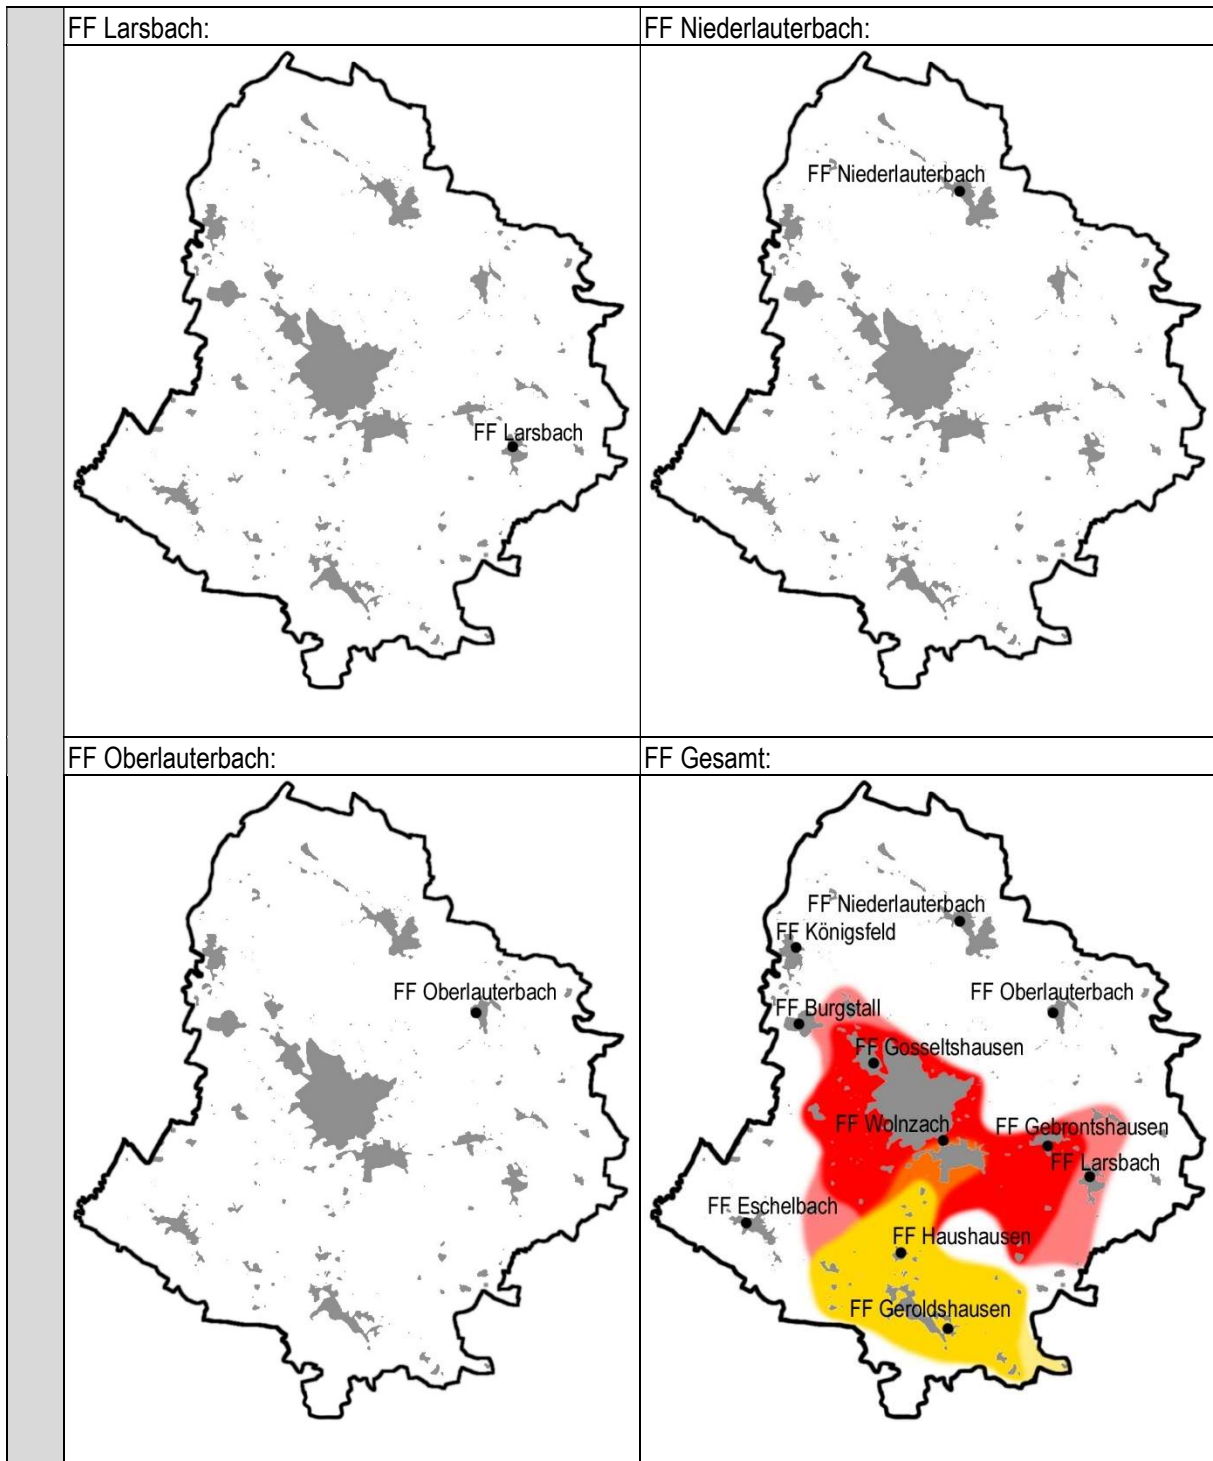 FF Larsbach:
FF Larsbach
FF Niederlauterbach:
FF Niederlauterbach
FF Oberlauterbach:
FF Oberlauterbach
FF Gesamt:
FF Niederlauterbach
FF Königsfeld
FF Oberlauterbach
FF Burgstall
FF Gosseltshausen
FF Wolnzach
FF Gebrontshausen
FF Larsbach
FF Eschelbach
FF Haushausen
FF Geroldshausen